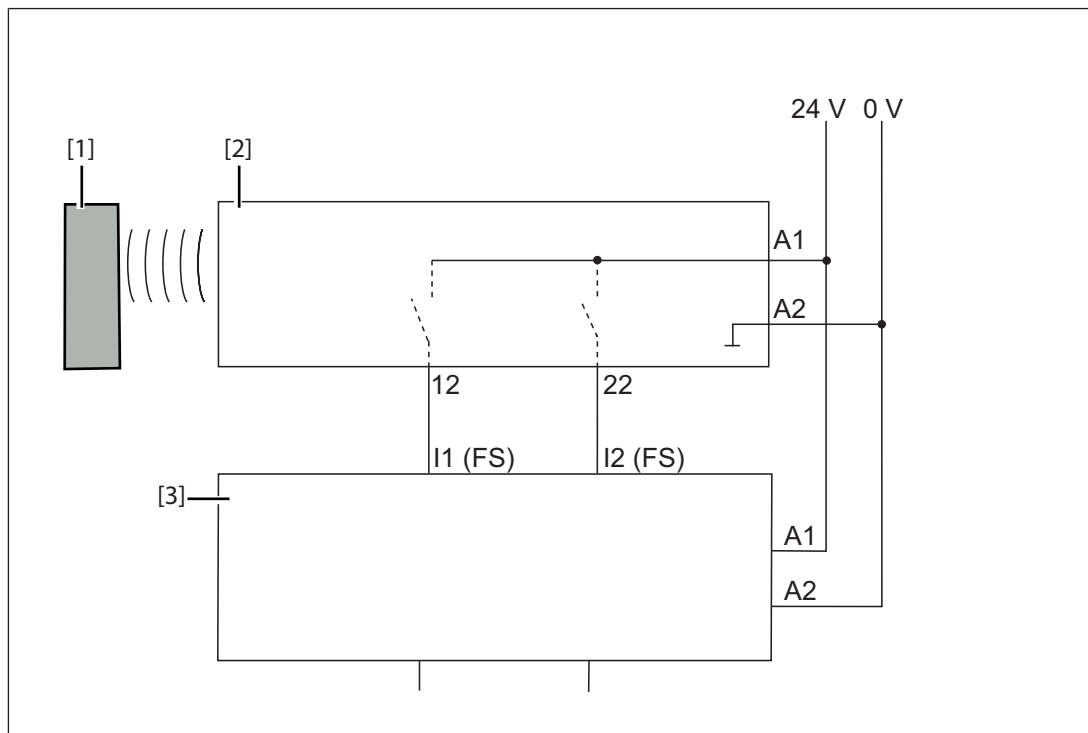 24 V 0 V
[1]
[2]
A1
A2
12
22
I1 (FS)
I2 (FS)
[3]
A1
A2